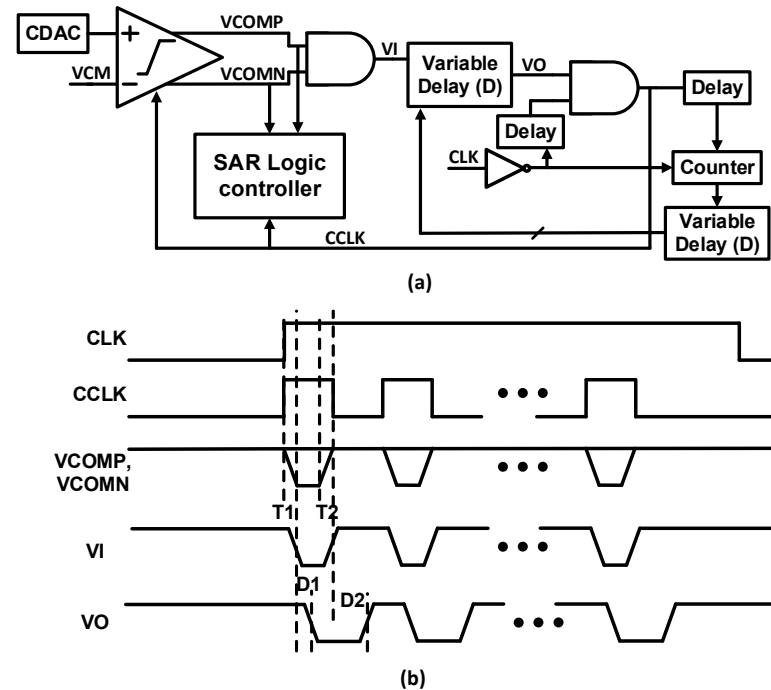 CDAC
+
VCM
−
VCOMP
VCOMN
VI
Variable
Delay (D)
VO
Delay
Delay
CLK
Counter
SAR Logic
controller
CCLK
Variable
Delay (D)
(a)
CLK
CCLK
VCOMP,
VCOMN
T1
T2
VI
D1
D2
VO
(b)